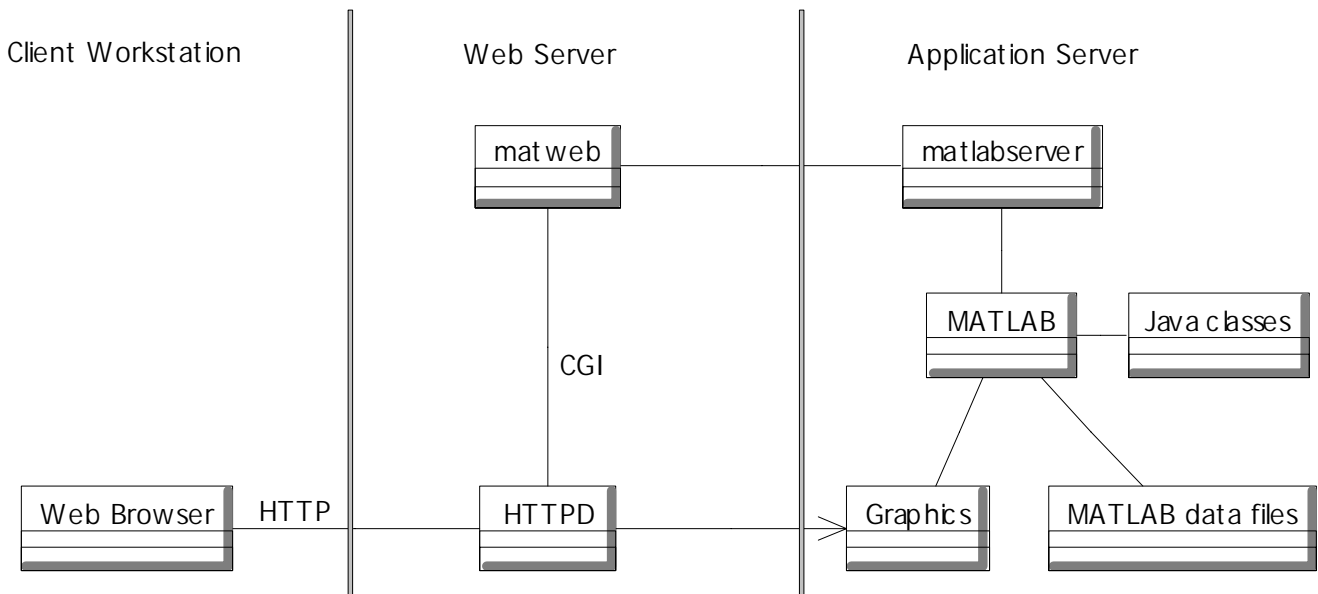 Client Workstation
Web Server
Application Server
matweb
matlabserver
MATLAB
Java classes
CGI
Web Browser
HTTP
HTTPD
Graphics
MATLAB data files